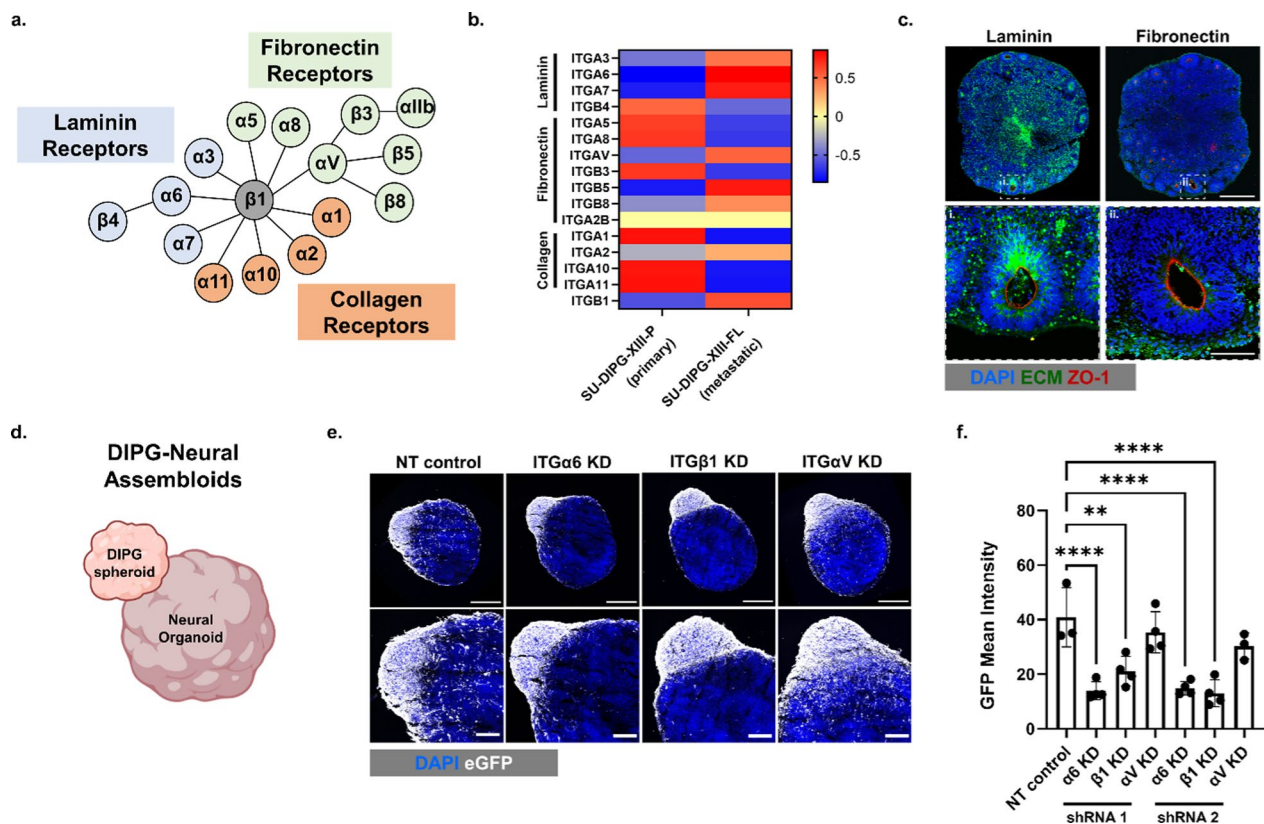 a.
Fibronectin
Receptors
Laminin
Receptors
α5
α8
β3
αIIb
α3
αV
β5
α6
β1
β8
β4
α1
α7
α2
α11
α10
Collagen
Receptors
b.
Laminin
Fibronectin
Collagen
ITGA3
ITGA6
ITGA7
ITGB4
ITGA5
ITGA8
ITGAV
ITGB3
ITGB5
ITGB8
ITGA2B
ITGA1
ITGA2
ITGA10
ITGA11
ITGB1
0.5
0
-0.5
SU-DIPG-XIII-P
(primary)
SU-DIPG-XIII-FL
(metastatic)
c.
Laminin Fibronectin
i.
ii.
i.
ii.
DAPI ECM ZO-1
d.
DIPG-Neural
Assembloids
DIPG
spheroid
Neural
Organoid
e.
NT control ITGα6 KD ITGβ1 KD ITGαV KD
DAPI eGFP
f.
****
****
**
****
GFP Mean Intensity
80
60
40
20
0
NT control
α6 KD
β1 KD
αV KD
α6 KD
β1 KD
αV KD
shRNA 1 shRNA 2